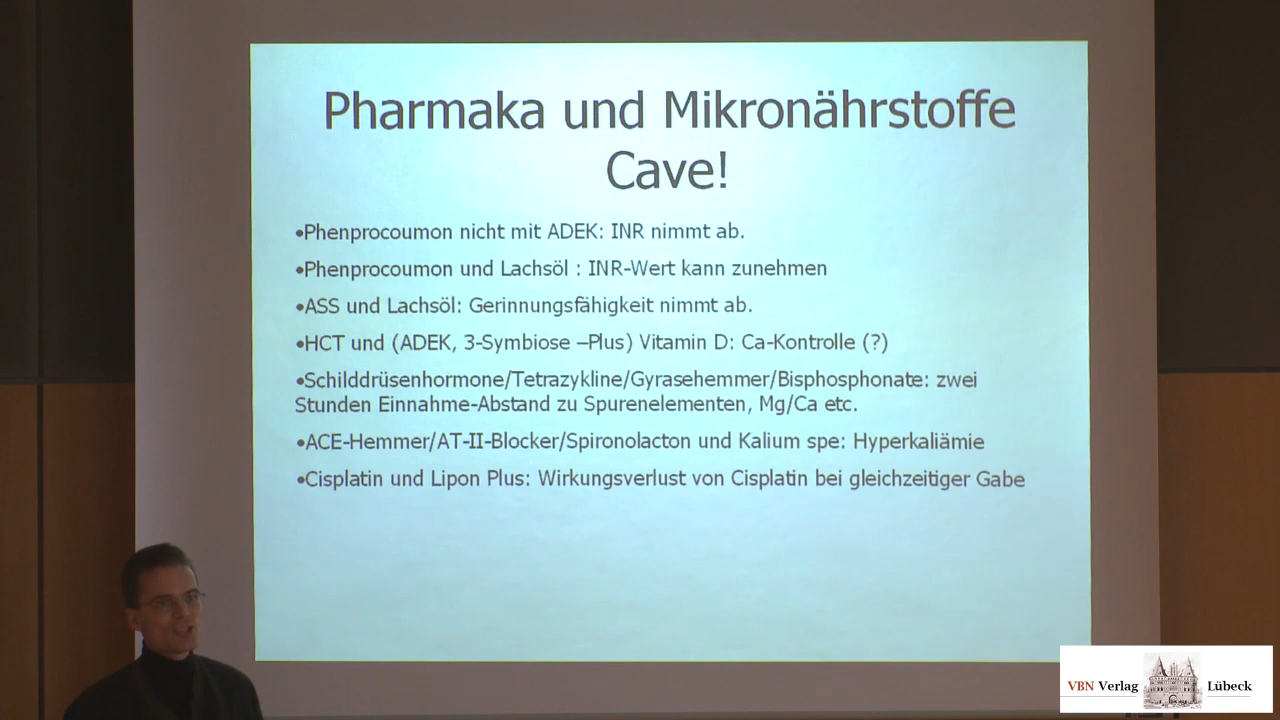 Pharmaka und Mikronährstoffe
Cave!
•Phenprocoumon nicht mit ADEK: INR nimmt ab.
•Phenprocoumon und Lachsöl : INR-Wert kann zunehmen
•ASS und Lachsöl: Gerinnungsfähigkeit nimmt ab.
•HCT und (ADEK, 3-Symbiose –Plus) Vitamin D: Ca-Kontrolle (?)
•Schilddrüsenhormone/Tetrazykline/Gyrasehemmer/Bisphosphonate: zwei
Stunden Einnahme-Abstand zu Spurenelementen, Mg/Ca etc.
•ACE-Hemmer/AT-II-Blocker/Spironolacton und Kalium spe: Hyperkaliämie
•Cisplatin und Lipon Plus: Wirkungsverlust von Cisplatin bei gleichzeitiger Gabe
VBN Verlag Lübeck